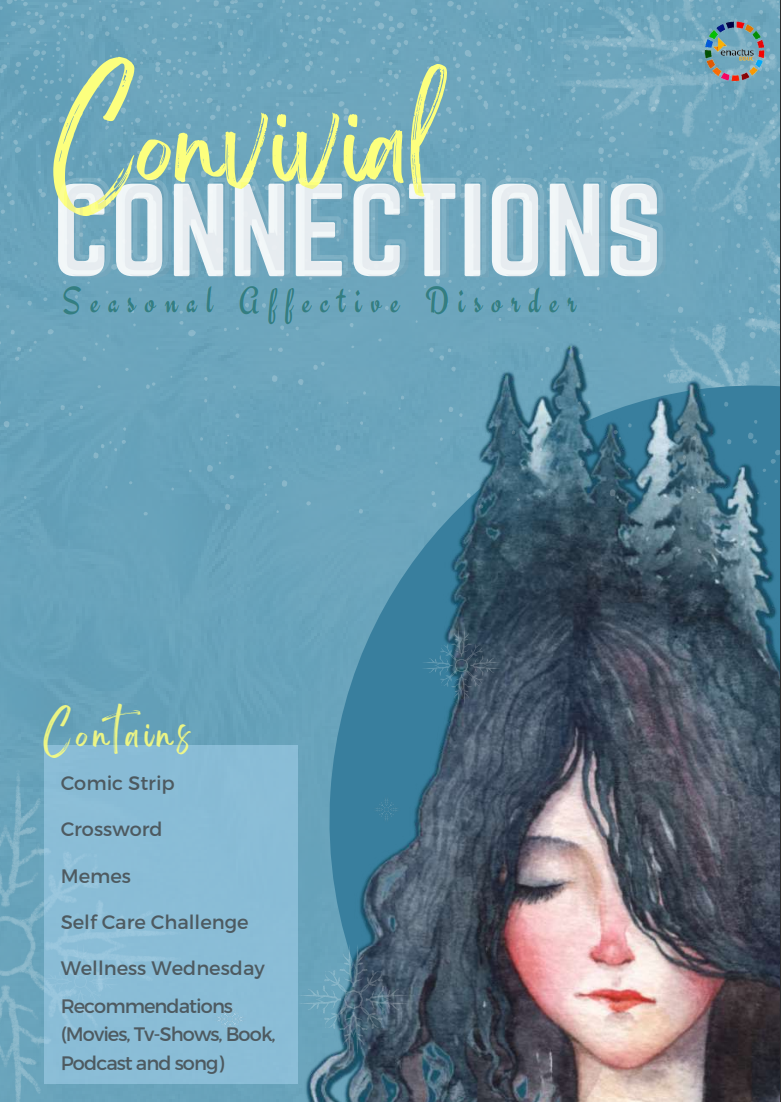 enactus
Convivial
CONNECTIONS
Seasonal Affective Disorder
Contains
Comic Strip
Crossword
Memes
Self Care Challenge
Wellness Wednesday
Recommendations
(Movies, Tv-Shows, Book,
Podcast and song)